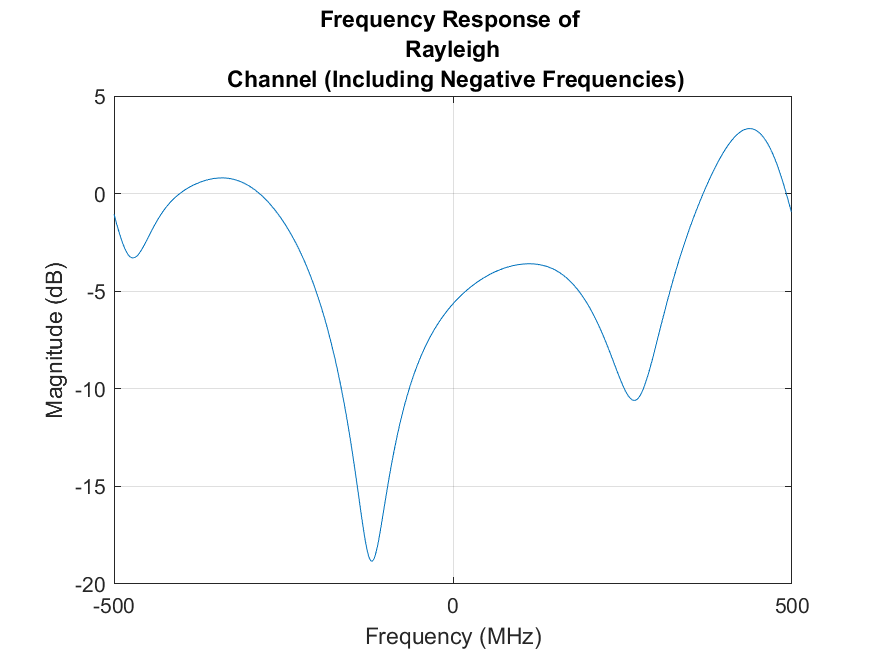 Frequency Response of
Rayleigh
Channel (Including Negative Frequencies)
5
0
-5
-10
-15
-20
Magnitude (dB)
-500
0
500
Frequency (MHz)